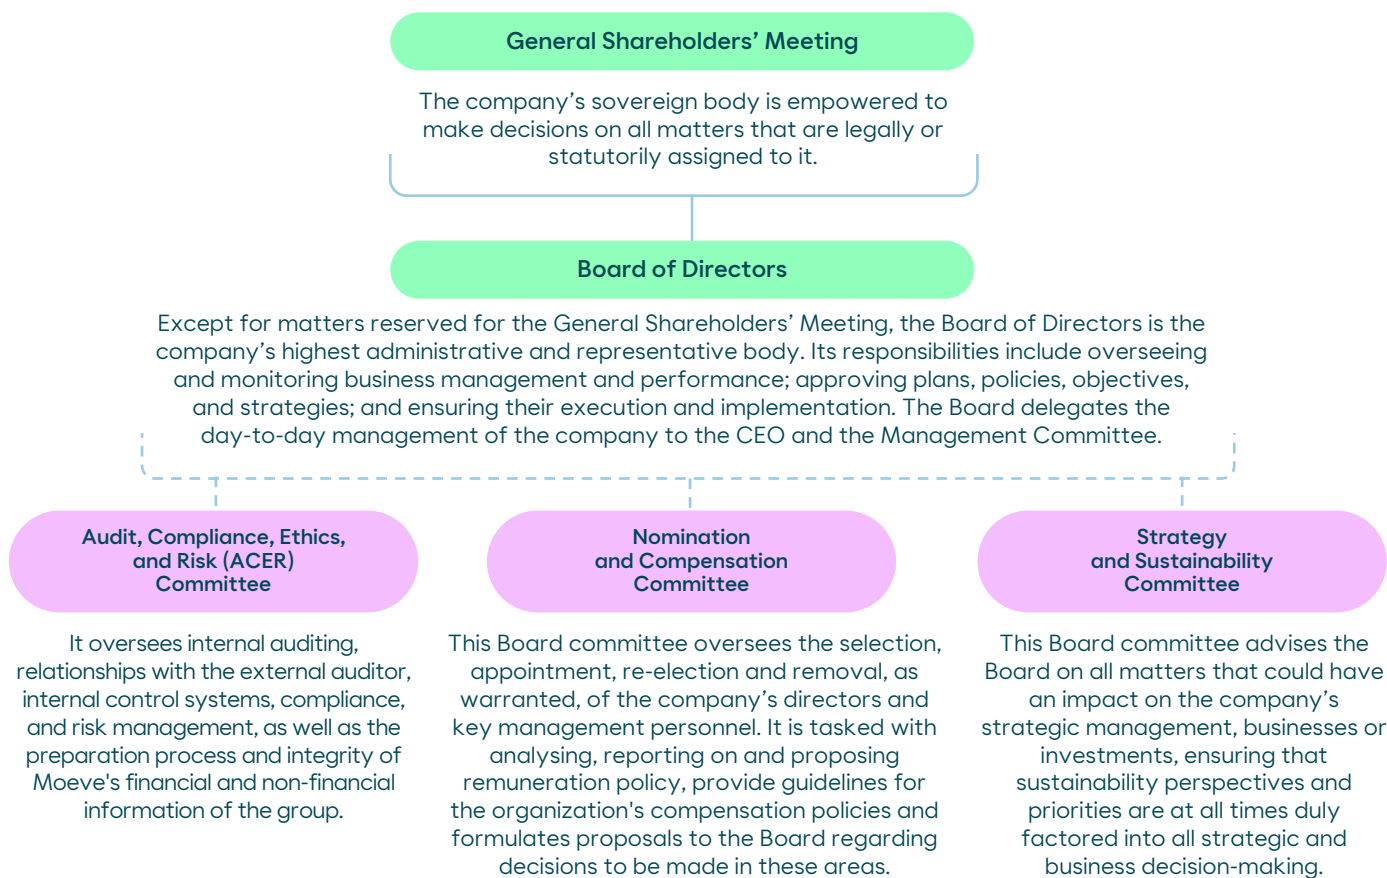 General Shareholders’ Meeting
The company’s sovereign body is empowered to
make decisions on all matters that are legally or
statutorily assigned to it.
Board of Directors
Except for matters reserved for the General Shareholders’ Meeting, the Board of Directors is the
company’s highest administrative and representative body. Its responsibilities include overseeing
and monitoring business management and performance; approving plans, policies, objectives,
and strategies; and ensuring their execution and implementation. The Board delegates the
day-to-day management of the company to the CEO and the Management Committee.
Audit, Compliance, Ethics,
and Risk (ACER)
Committee
It oversees internal auditing,
relationships with the external auditor,
internal control systems, compliance,
and risk management, as well as the
preparation process and integrity of
Moeve's financial and non-financial
information of the group.
Nomination
and Compensation
Committee
This Board committee oversees the selection,
appointment, re-election and removal, as
warranted, of the company’s directors and
key management personnel. It is tasked with
analysing, reporting on and proposing
remuneration policy, provide guidelines for
the organization's compensation policies and
formulates proposals to the Board regarding
decisions to be made in these areas.
Strategy
and Sustainability
Committee
This Board committee advises the
Board on all matters that could have
an impact on the company’s
strategic management, businesses or
investments, ensuring that
sustainability perspectives and
priorities are at all times duly
factored into all strategic and
business decision-making.